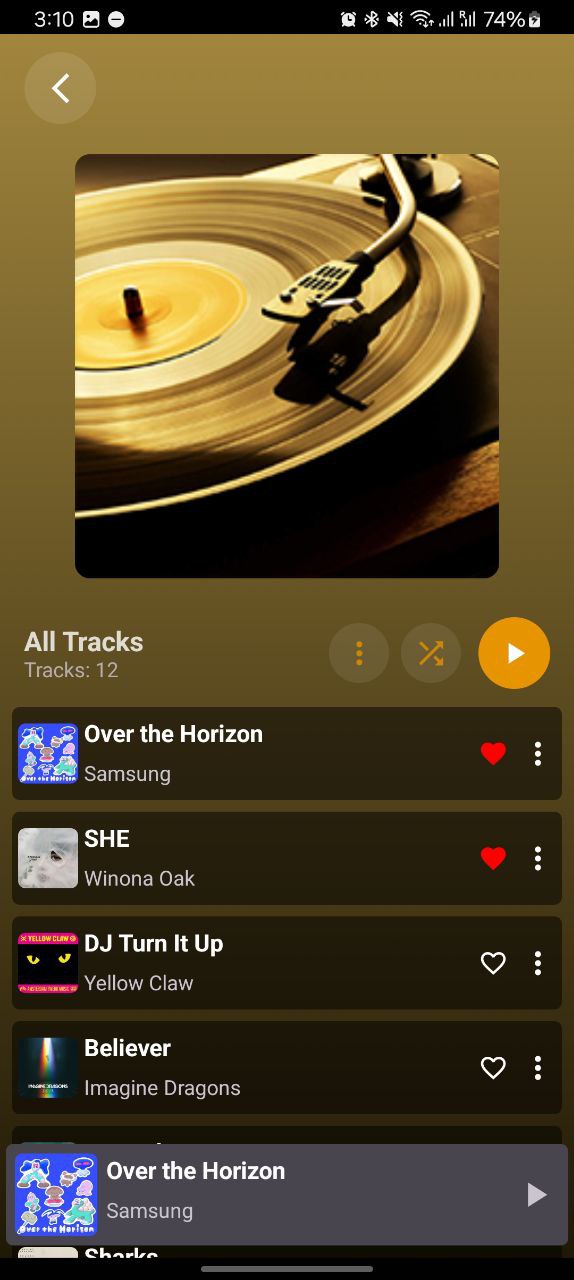 3:10
74%
All Tracks
Tracks: 12
Over the Horizon
Samsung
SHE
Winona Oak
YELLOW CLAW
DJ Turn It Up
Yellow Claw
Believer
IMAGINE DRAGONS
Imagine Dragons
Over the Horizon
Over the Horizon
Samsung
Sharks